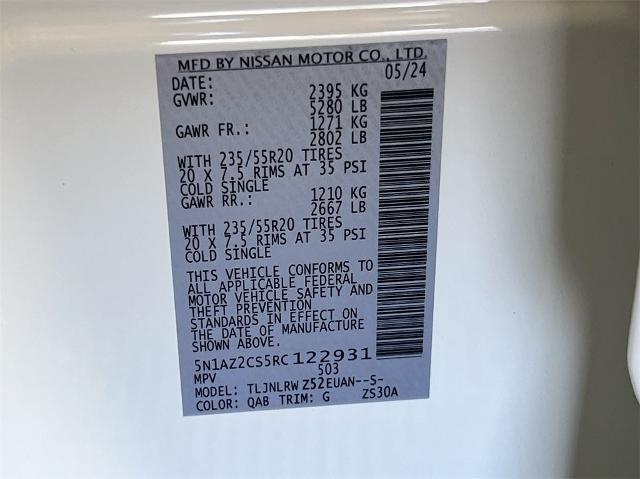 MFD BY NISSAN MOTOR CO., LTD.
DATE: 05/24
GVWR: 2395 KG
5280 LB
GAWR FR.: 1271 KG
2802 LB
WITH 235/55R20 TIRES
20 X 7.5 RIMS AT 35 PSI
COLD SINGLE
GAWR RR.: 1210 KG
2667 LB
WITH 235/55R20 TIRES
20 X 7.5 RIMS AT 35 PSI
COLD SINGLE
THIS VEHICLE CONFORMS TO
ALL APPLICABLE FEDERAL
MOTOR VEHICLE SAFETY AND
THEFT PREVENTION
STANDARDS IN EFFECT ON
THE DATE OF MANUFACTURE
SHOWN ABOVE.
5N1AZ2CS5RC122931
MPV 503
MODEL: TLJNLRW Z52EUAN--S-
COLOR: QAB TRIM: G ZS30A